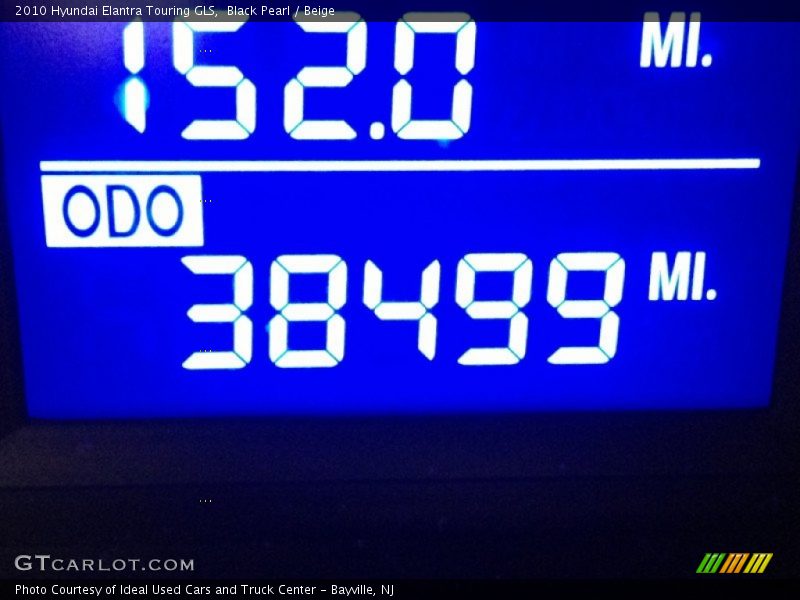 2010 Hyundai Elantra Touring GLS,  Black Pearl / Beige
152.0 MI.
ODO
38499 MI.
GTCARLOT.COM
Photo Courtesy of Ideal Used Cars and Truck Center - Bayville, NJ